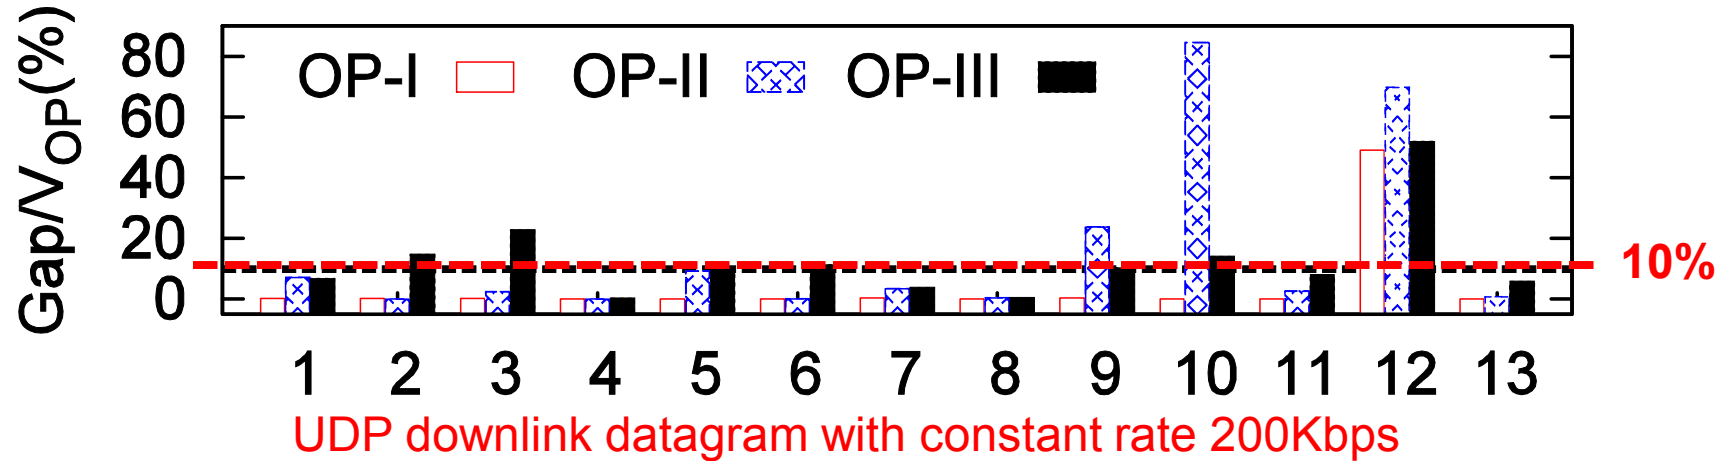 Gap/VOP(%)
80
60
40
20
0
OP-I OP-II OP-III
10%
1 2 3 4 5 6 7 8 9 10 11 12 13
UDP downlink datagram with constant rate 200Kbps